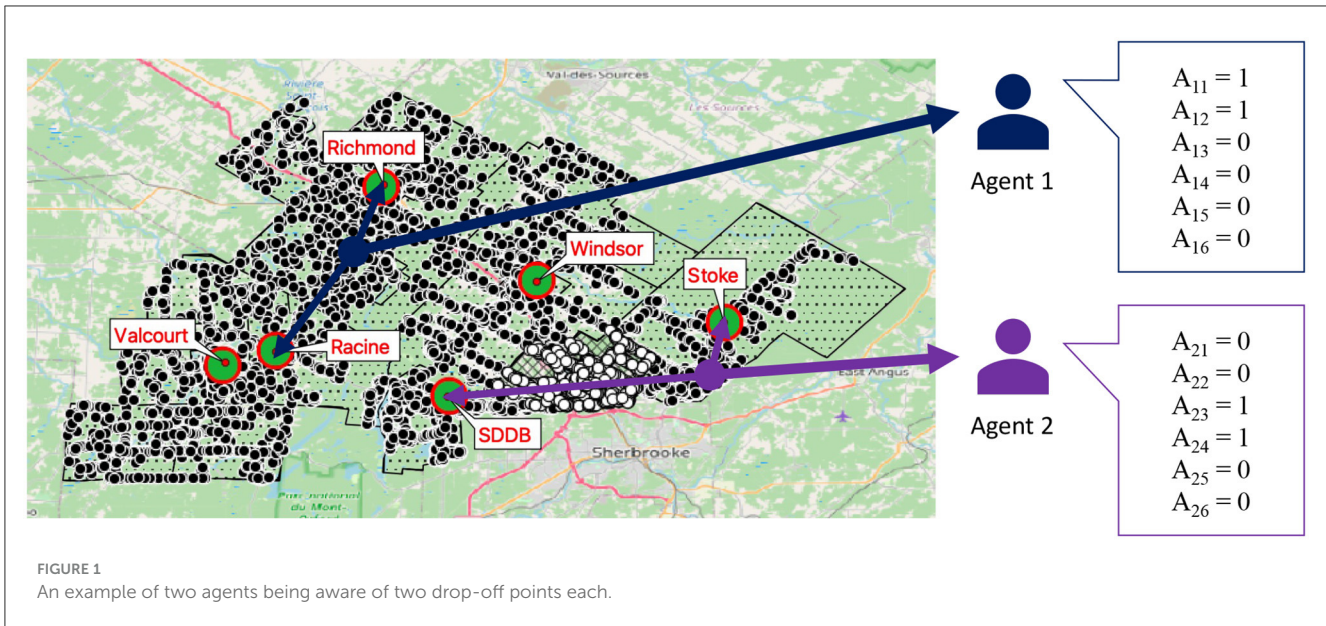 Val-des-Sources
Rivière
Saint-
Les Sources
Richmond
Windsor
Stoke
Valcourt
Racine
SDDB
East Angus
Sherbrooke
Parc national
du Mont-
Orford
Agent 1
A₁₁ = 1
A₁₂ = 1
A₁₃ = 0
A₁₄ = 0
A₁₅ = 0
A₁₆ = 0
Agent 2
A₂₁ = 0
A₂₂ = 0
A₂₃ = 1
A₂₄ = 1
A₂₅ = 0
A₂₆ = 0
FIGURE 1
An example of two agents being aware of two drop-off points each.